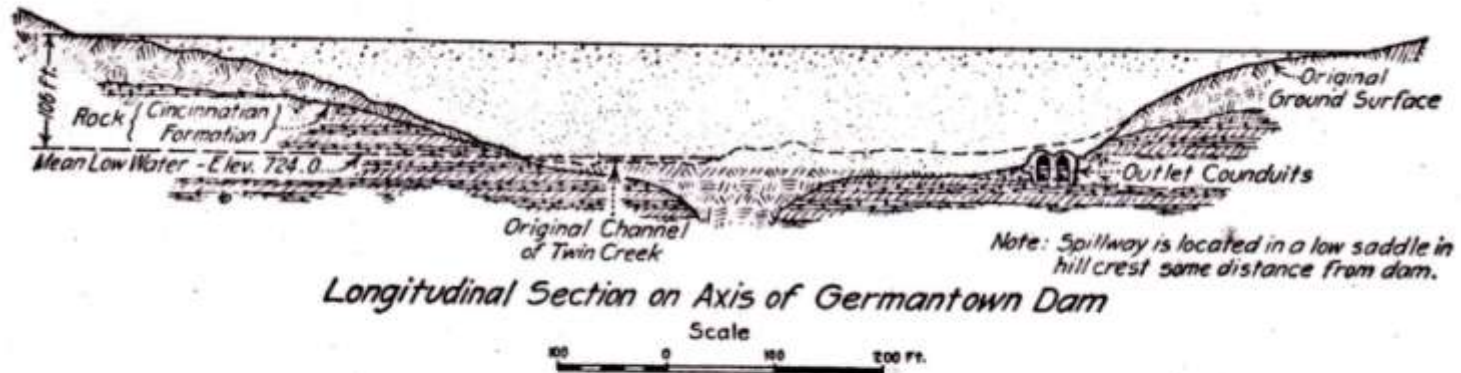 106 ft.
Rock { Cincinnatian
Formation }
Mean Low Water - Elev. 724.0
Original Channel
of Twin Creek
Original
Ground Surface
Outlet Counduits
Note: Spillway is located in a low saddle in
hill crest some distance from dam.
Longitudinal Section on Axis of Germantown Dam
Scale
100 0 100 200 Ft.